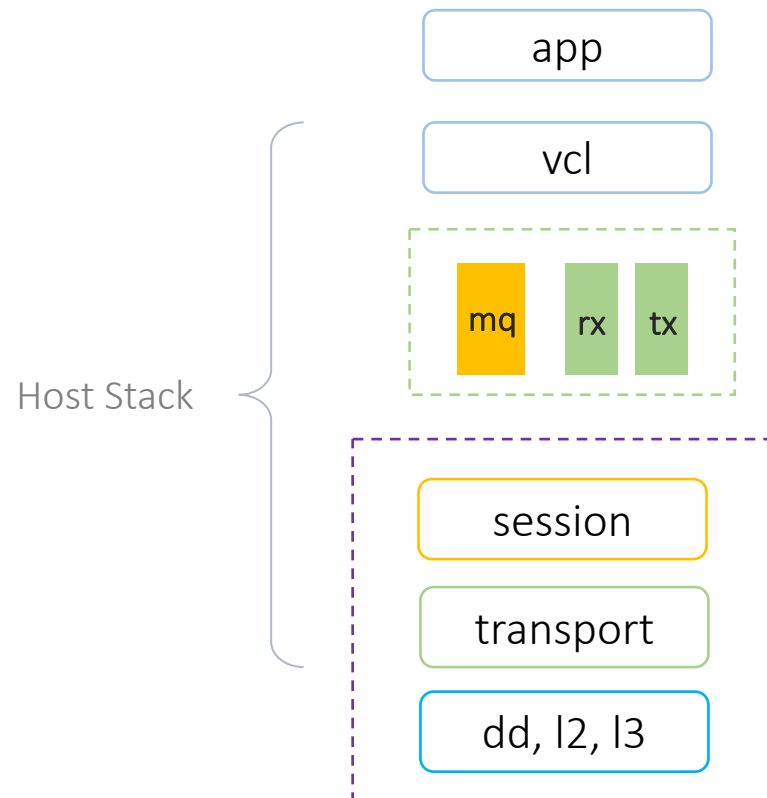 app
vcl
mq rx tx
Host Stack
session
transport
dd, l2, l3